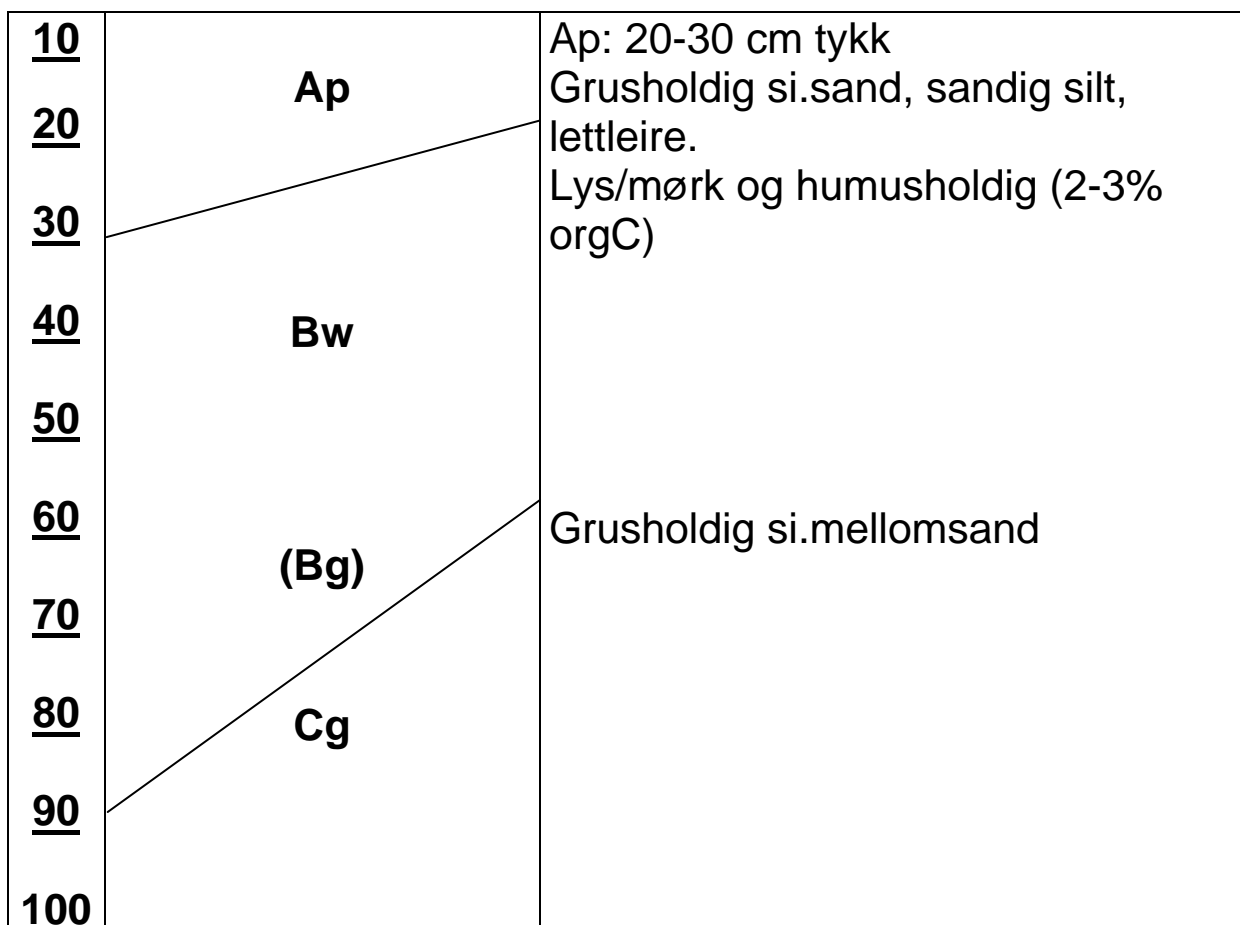 10
20
30
40
50
60
70
80
90
100
Ap
Bw
(Bg)
Cg
Ap: 20-30 cm tykk
Grusholdig si.sand, sandig silt,
lettleire.
Lys/mørk og humusholdig (2-3%
orgC)
Grusholdig si.mellomsand